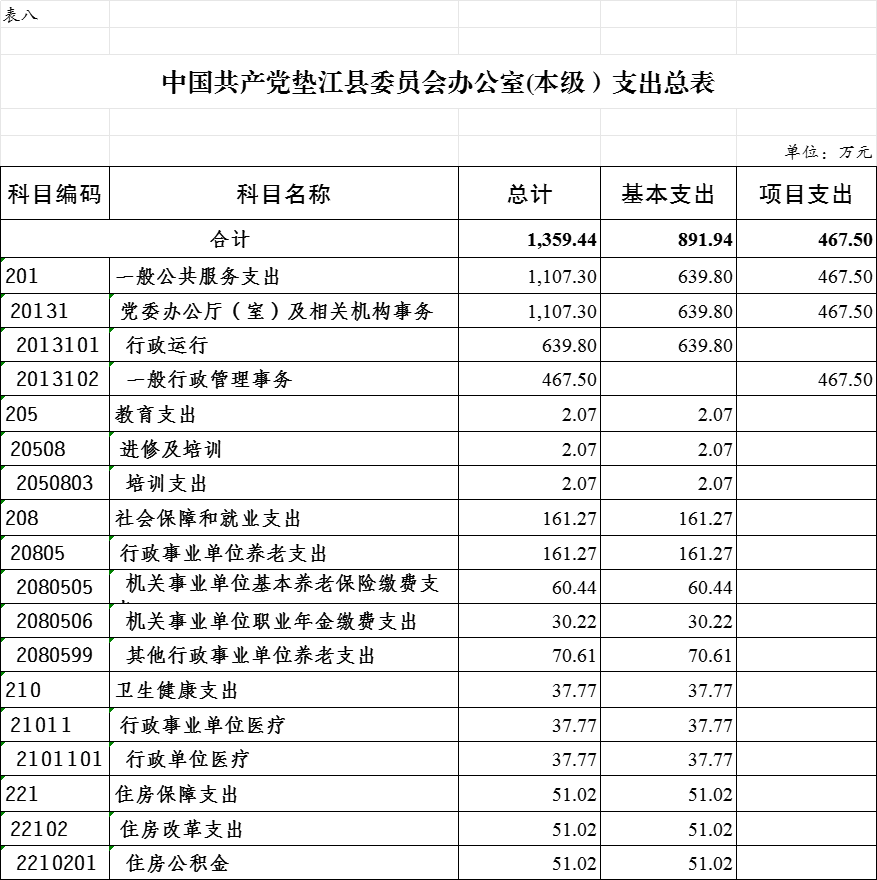 表八
中国共产党垫江县委员会办公室(本级）支出总表
单位：万元
科目编码 科目名称 总计 基本支出 项目支出
合计 1,359.44 891.94 467.50
201 一般公共服务支出 1,107.30 639.80 467.50
20131 党委办公厅（室）及相关机构事务 1,107.30 639.80 467.50
2013101 行政运行 639.80 639.80
2013102 一般行政管理事务 467.50 467.50
205 教育支出 2.07 2.07
20508 进修及培训 2.07 2.07
2050803 培训支出 2.07 2.07
208 社会保障和就业支出 161.27 161.27
20805 行政事业单位养老支出 161.27 161.27
2080505 机关事业单位基本养老保险缴费支 60.44 60.44
2080506 机关事业单位职业年金缴费支出 30.22 30.22
2080599 其他行政事业单位养老支出 70.61 70.61
210 卫生健康支出 37.77 37.77
21011 行政事业单位医疗 37.77 37.77
2101101 行政单位医疗 37.77 37.77
221 住房保障支出 51.02 51.02
22102 住房改革支出 51.02 51.02
2210201 住房公积金 51.02 51.02